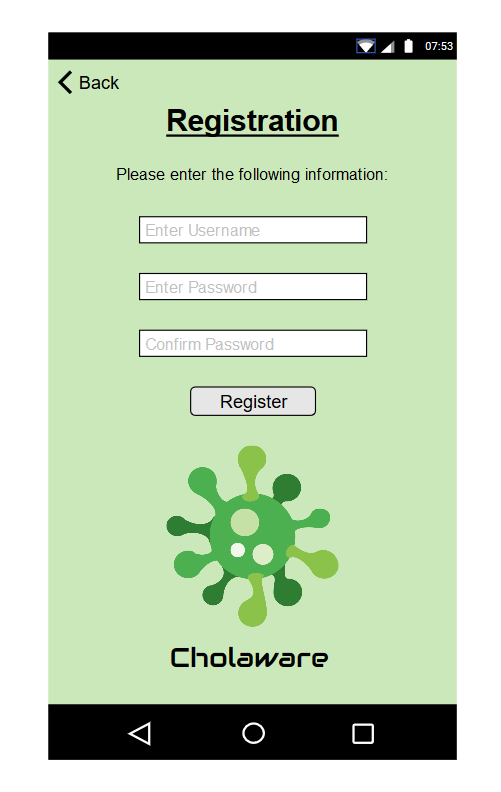 07:53
Back
Registration
Please enter the following information:
Enter Username
Enter Password
Confirm Password
Register
Cholaware